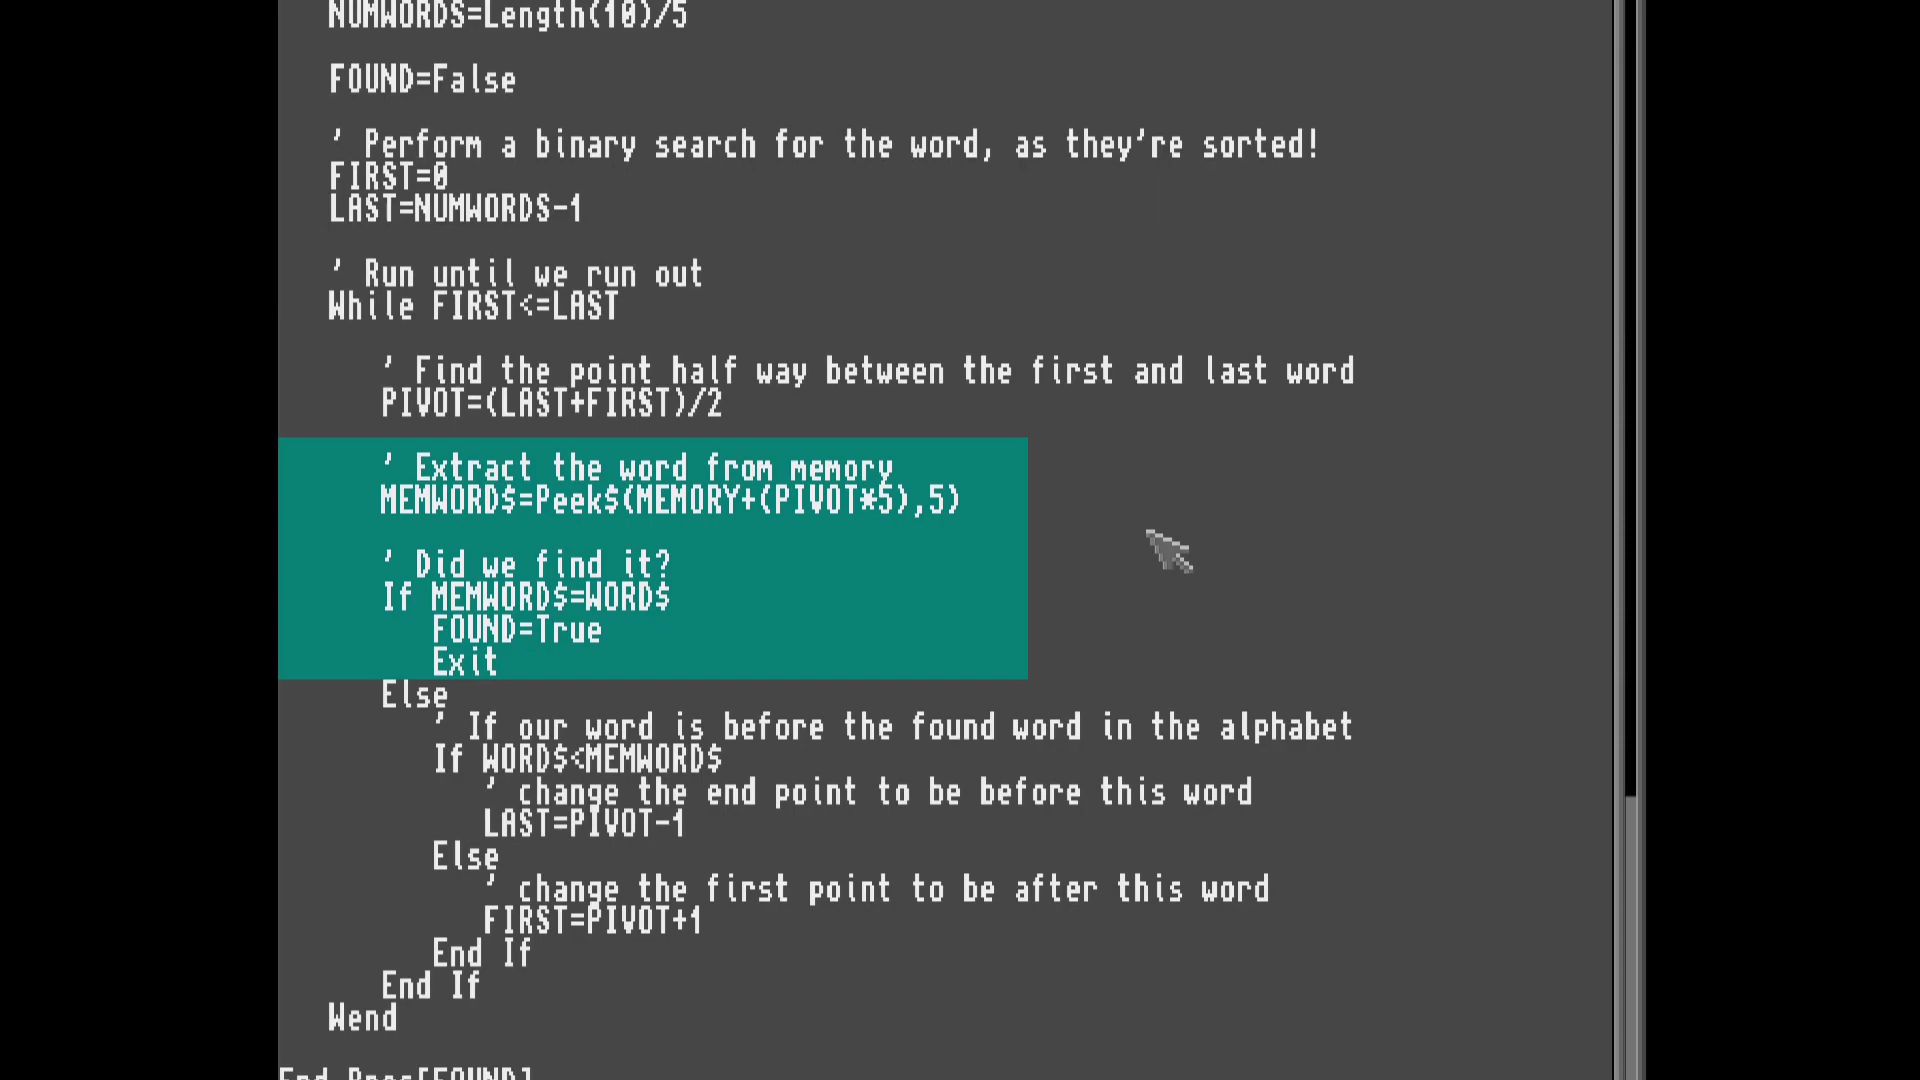 NUMWORDS=Length(10)/5
FOUND=False
' Perform a binary search for the word, as they're sorted!
FIRST=0
LAST=NUMWORDS-1
' Run until we run out
While FIRST<=LAST
' Find the point half way between the first and last word
PIVOT=(LAST+FIRST)/2
' Extract the word from memory
MEMWORD$=Peek$(MEMORY+(PIVOT*5),5)
' Did we find it?
If MEMWORD$=WORD$
FOUND=True
Exit
Else
' If our word is before the found word in the alphabet
If WORD$<MEMWORD$
' change the end point to be before this word
LAST=PIVOT-1
Else
' change the first point to be after this word
FIRST=PIVOT+1
End If
End If
Wend
End Proc[FOUND]